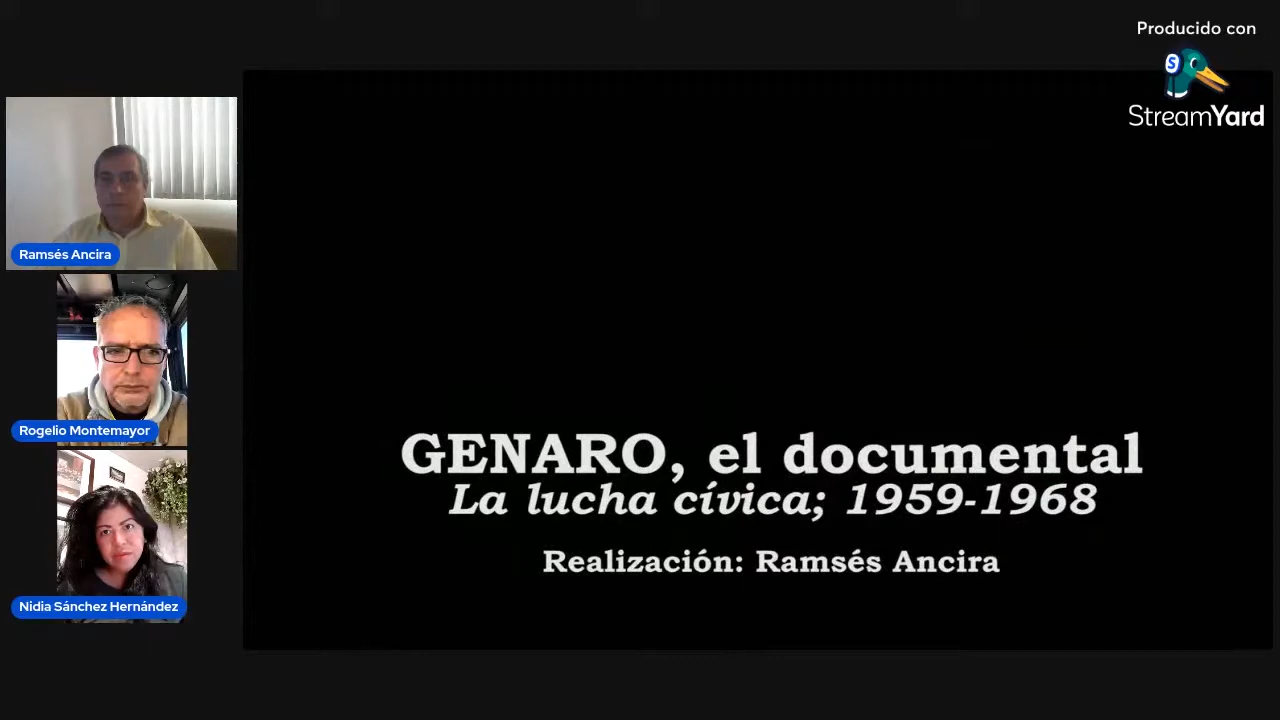 Producido con
S
StreamYard
Ramsés Ancira
Rogelio Montemayor
Nidia Sánchez Hernández
GENARO, el documental
La lucha cívica; 1959-1968
Realización: Ramsés Ancira